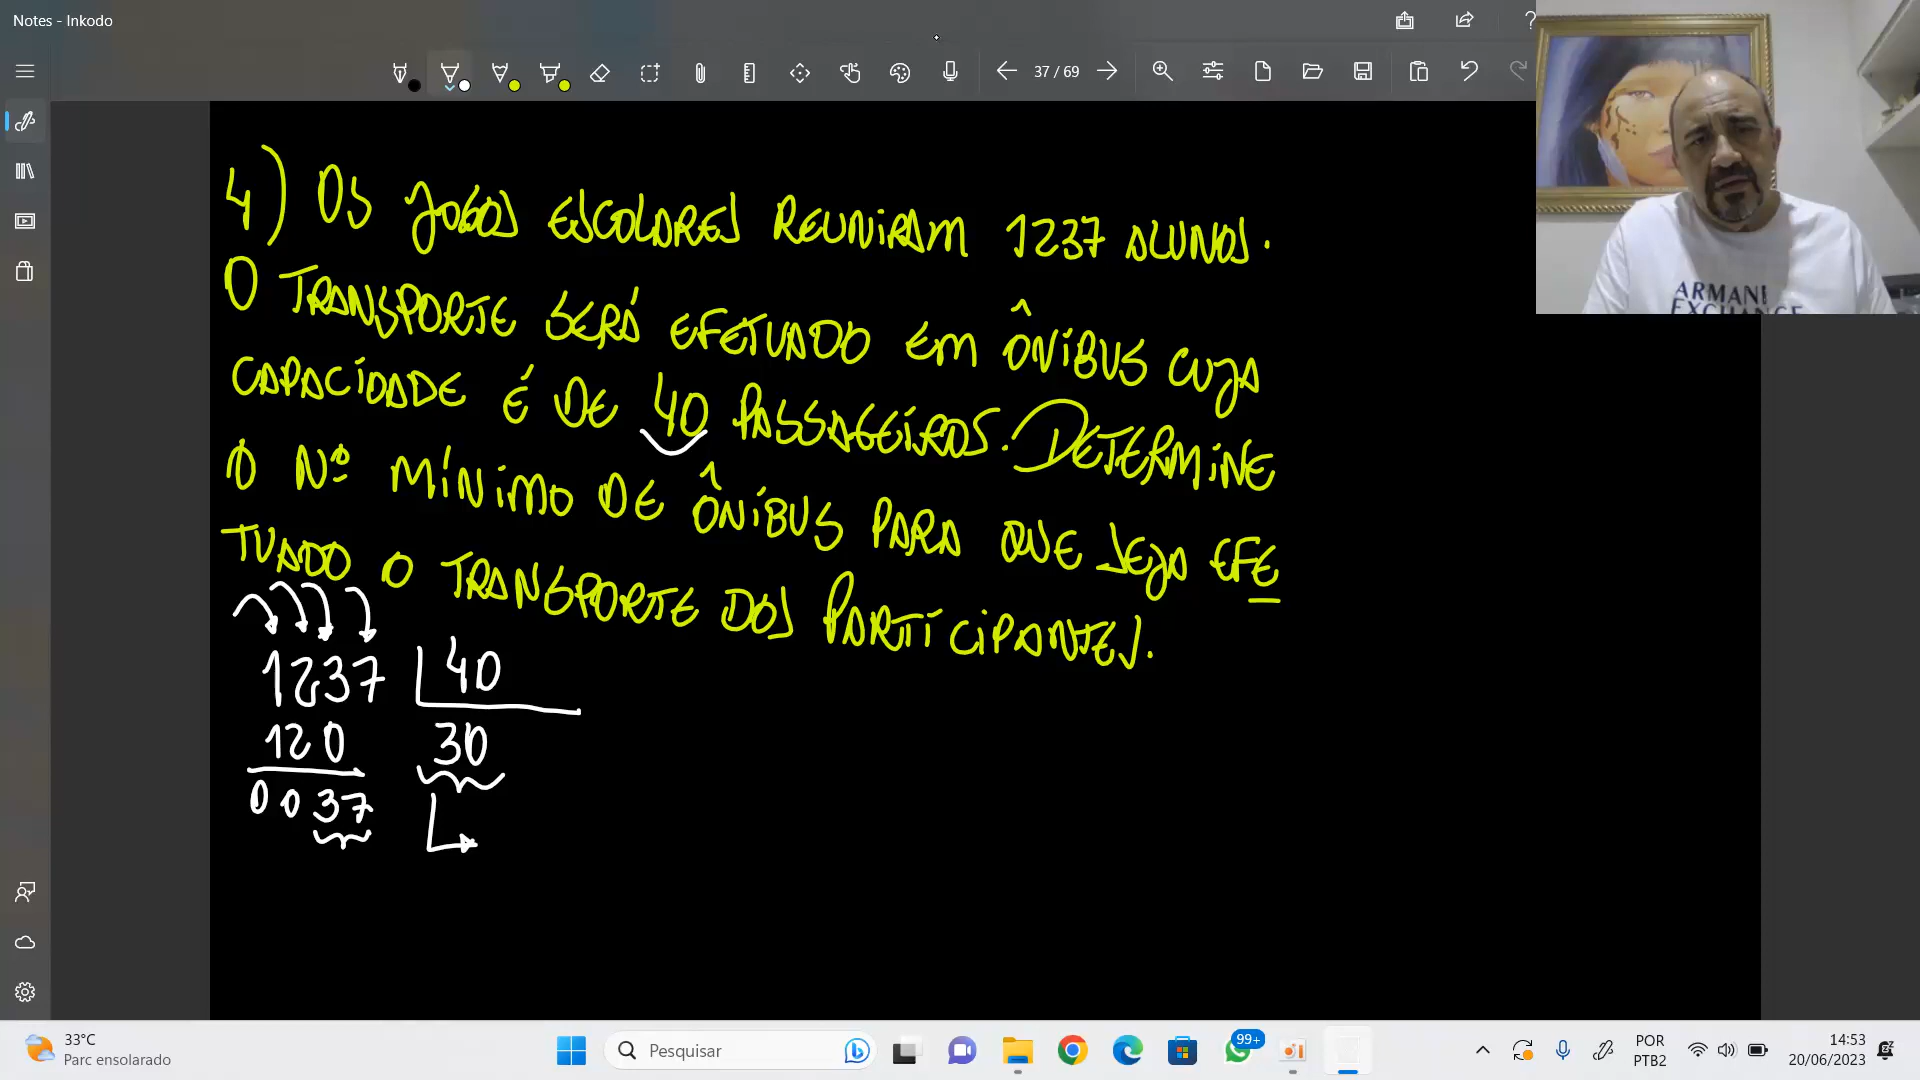 Notes - Inkodo
37 / 69
4) OS JOGOS ESCOLARES REUNIRAM 1237 ALUNOS.
O TRANSPORTE SERÁ EFETUADO EM ÔNIBUS CUJA
CAPACIDADE É DE 40 PASSAGEIROS. DETERMINE
O Nº MÍNIMO DE ÔNIBUS PARA QUE SEJA EFE
TUADO O TRANSPORTE DOS PARTICIPANTES.
1237 40
120 30
0037
ARMANI
EXCHANGE
33°C
Parc ensolarado
Pesquisar
99+
POR
PTB2
14:53
20/06/2023